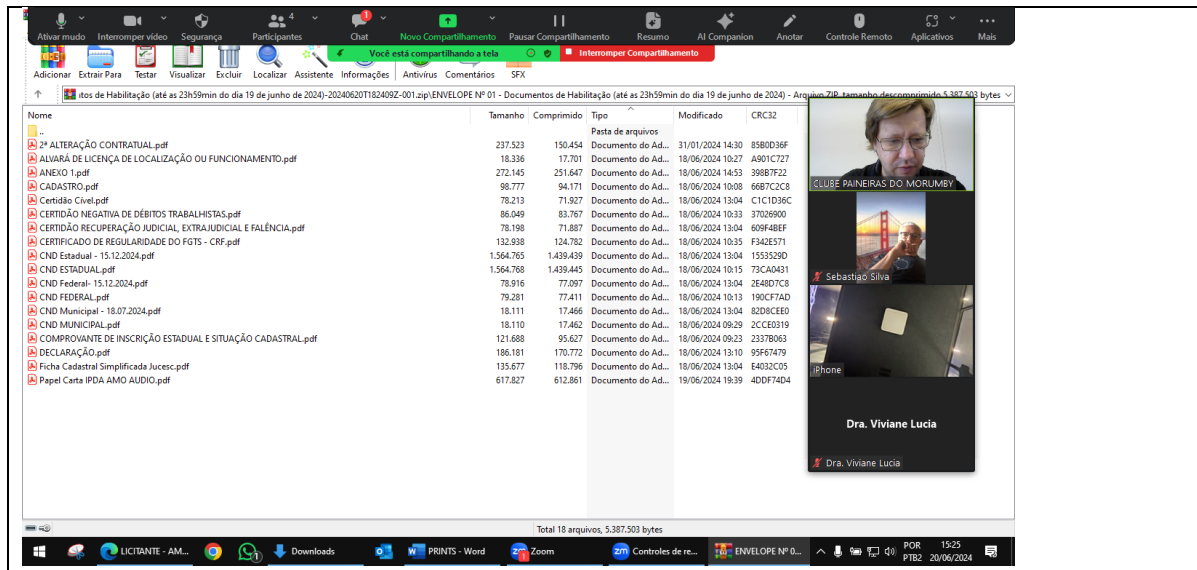 Ativar mudo Interromper vídeo Segurança Participantes 4 Chat 1 Novo Compartilhamento Pausar Compartilhamento Resumo AI Companion Anotar Controle Remoto Aplicativos Mais
Você está compartilhando a tela Interromper Compartilhamento
Adicionar Extrair Para Testar Visualizar Excluir Localizar Assistente Informações Antivírus Comentários SFX
itos de Habilitação (até as 23h59min do dia 19 de junho de 2024)-20240620T182409Z-001.zip\ENVELOPE Nº 01 - Documentos de Habilitação (até as 23h59min do dia 19 de junho de 2024) - Arquivo ZIP, tamanho descomprimido 5.387.503 bytes
Nome Tamanho Comprimido Tipo Modificado CRC32
.. Pasta de arquivos
2ª ALTERAÇÃO CONTRATUAL.pdf 237.523 150.454 Documento do Ad... 31/01/2024 14:30 85B0D36F
ALVARÁ DE LICENÇA DE LOCALIZAÇÃO OU FUNCIONAMENTO.pdf 18.336 17.701 Documento do Ad... 18/06/2024 10:27 A901C727
ANEXO 1.pdf 272.145 251.647 Documento do Ad... 18/06/2024 14:53 398B7F22
CADASTRO.pdf 98.777 94.171 Documento do Ad... 18/06/2024 10:08 66B7C2C8
Certidão Cível.pdf 78.213 71.927 Documento do Ad... 18/06/2024 13:04 C1C1D36C
CERTIDÃO NEGATIVA DE DÉBITOS TRABALHISTAS.pdf 86.049 83.767 Documento do Ad... 18/06/2024 10:33 37026900
CERTIDÃO RECUPERAÇÃO JUDICIAL, EXTRAJUDICIAL E FALÊNCIA.pdf 78.198 71.887 Documento do Ad... 18/06/2024 13:04 609F4BEF
CERTIFICADO DE REGULARIDADE DO FGTS - CRF.pdf 132.938 124.782 Documento do Ad... 18/06/2024 10:35 F342E571
CND Estadual - 15.12.2024.pdf 1.564.765 1.439.439 Documento do Ad... 18/06/2024 13:04 1553529D
CND ESTADUAL.pdf 1.564.768 1.439.445 Documento do Ad... 18/06/2024 10:15 73CA0431
CND Federal- 15.12.2024.pdf 78.916 77.097 Documento do Ad... 18/06/2024 13:04 2E48D7C8
CND FEDERAL.pdf 79.281 77.411 Documento do Ad... 18/06/2024 10:13 190CF7AD
CND Municipal - 18.07.2024.pdf 18.111 17.466 Documento do Ad... 18/06/2024 13:04 82D8CEE0
CND MUNICIPAL.pdf 18.110 17.462 Documento do Ad... 18/06/2024 09:29 2CCE0319
COMPROVANTE DE INSCRIÇÃO ESTADUAL E SITUAÇÃO CADASTRAL.pdf 121.688 95.627 Documento do Ad... 18/06/2024 09:23 2337B063
DECLARAÇÃO.pdf 186.181 170.772 Documento do Ad... 18/06/2024 13:10 95F67479
Ficha Cadastral Simplificada Jucesc.pdf 135.677 118.796 Documento do Ad... 18/06/2024 13:04 E4032C05
Papel Carta IPDA AMO AUDIO.pdf 617.827 612.861 Documento do Ad... 19/06/2024 19:39 4DDF74D4
CLUBE PAINEIRAS DO MORUMBY
Sebastiao Silva
iPhone
Dra. Viviane Lucia
Dra. Viviane Lucia
Total 18 arquivos, 5.387.503 bytes
LICITANTE - AM... Downloads PRINTS - Word Zoom Controles de re... ENVELOPE Nº 0... POR 15:25
PTB2 20/06/2024